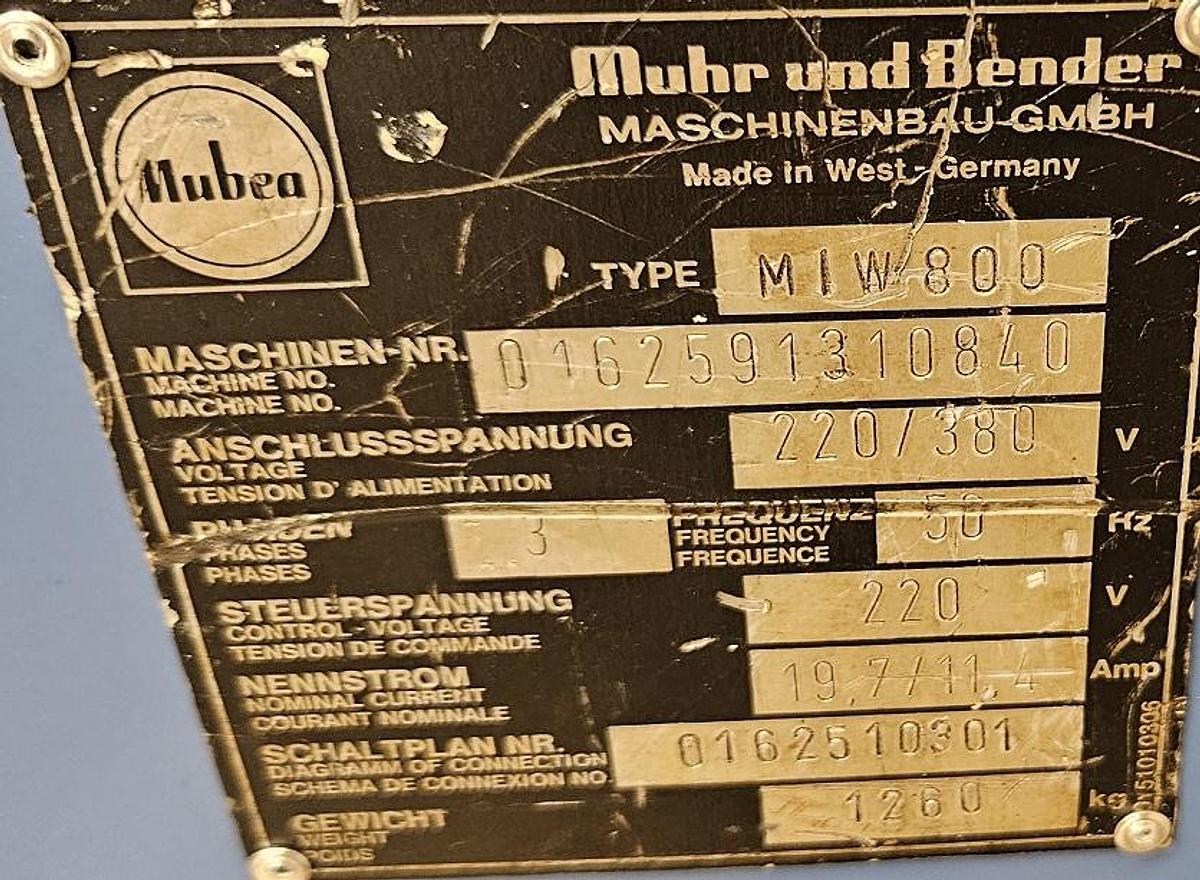 Mubea
Muhr und Bender
MASCHINENBAU-GMBH
Made in West-Germany
TYPE MIW 800
MASCHINEN-NR. 0162591310840
MACHINE NO.
MACHINE NO.
ANSCHLUSSSPANNUNG 220/380 V
VOLTAGE
TENSION D' ALIMENTATION
PHASEN 3 FREQUENZ 50 Hz
PHASES FREQUENCY
PHASES FREQUENCE
STEUERSPANNUNG 220 V
CONTROL-VOLTAGE
TENSION DE COMMANDE
NENNSTROM 19,7/11,4 Amp
NOMINAL CURRENT
COURANT NOMINALE
SCHALTPLAN NR. 0162510301
DIAGRAMM OF CONNECTION
SCHEMA DE CONNEXION NO.
GEWICHT 1260 kg
WEIGHT
POIDS